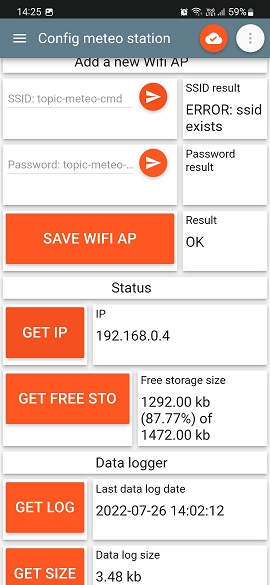 14:25
59%
Config meteo station
Add a new Wifi AP
SSID: topic-meteo-cmd
SSID result
ERROR: ssid
exists
Password: topic-meteo-...
Password
result
SAVE WIFI AP
Result
OK
Status
GET IP
IP
192.168.0.4
GET FREE STO
Free storage size
1292.00 kb
(87.77%) of
1472.00 kb
Data logger
GET LOG
Last data log date
2022-07-26 14:02:12
GET SIZE
Data log size
3.48 kb